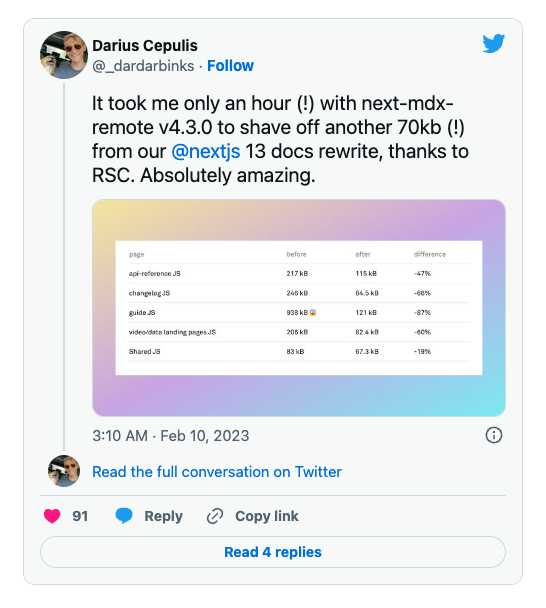 Darius Cepulis
@_dardarbinks · Follow
It took me only an hour (!) with next-mdx-
remote v4.3.0 to shave off another 70kb (!)
from our @nextjs 13 docs rewrite, thanks to
RSC. Absolutely amazing.
page before after difference
api-reference JS 217 kB 115 kB -47%
changelog JS 246 kB 84.5 kB -66%
guide JS 938 kB 😱 121 kB -87%
video/data landing pages JS 205 kB 82.4 kB -60%
Shared JS 83 kB 67.3 kB -19%
3:10 AM · Feb 10, 2023
Read the full conversation on Twitter
91 Reply Copy link
Read 4 replies